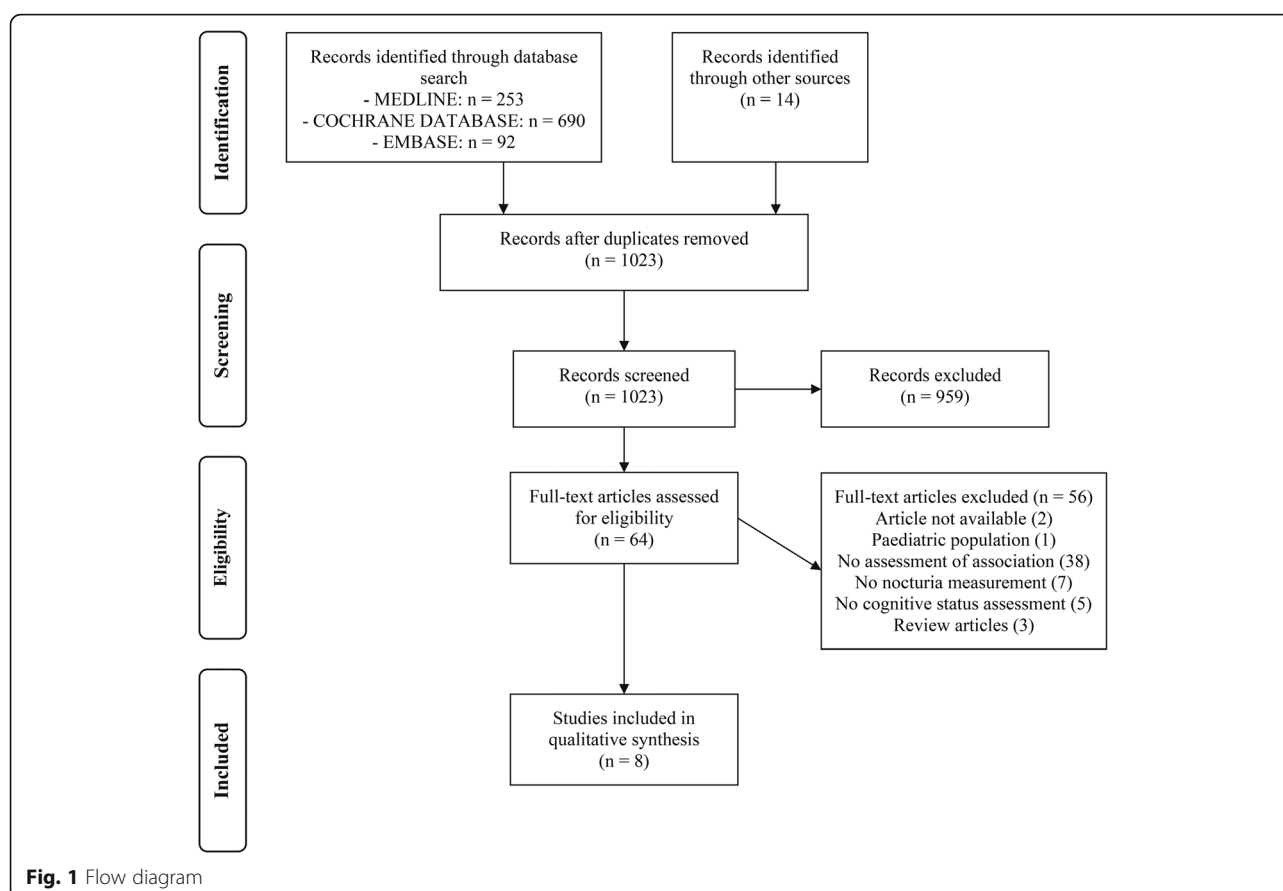 Identification
Records identified through database
search
- MEDLINE: n = 253
- COCHRANE DATABASE: n = 690
- EMBASE: n = 92
Records identified
through other sources
(n = 14)
Records after duplicates removed
(n = 1023)
Screening
Records screened
(n = 1023)
Records excluded
(n = 959)
Eligibility
Full-text articles assessed
for eligibility
(n = 64)
Full-text articles excluded (n = 56)
Article not available (2)
Paediatric population (1)
No assessment of association (38)
No nocturia measurement (7)
No cognitive status assessment (5)
Review articles (3)
Included
Studies included in
qualitative synthesis
(n = 8)
Fig. 1 Flow diagram